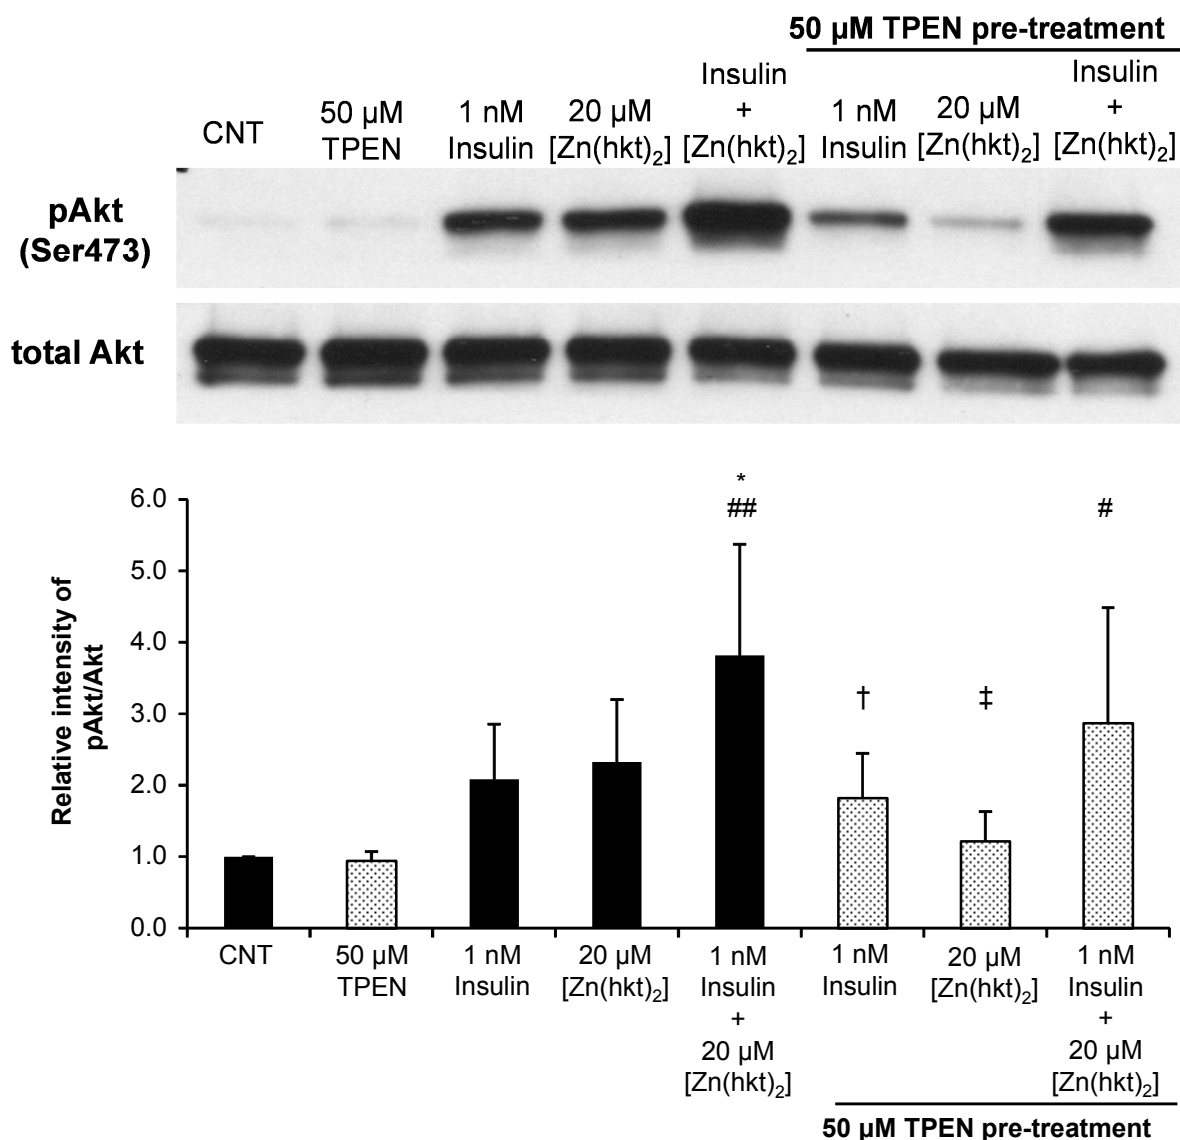 50 µM TPEN pre-treatment
CNT
50 µM
TPEN
1 nM
Insulin
20 µM
[Zn(hkt)2]
Insulin
+
[Zn(hkt)2]
1 nM
Insulin
20 µM
[Zn(hkt)2]
Insulin
+
[Zn(hkt)2]
pAkt
(Ser473)
total Akt
Relative intensity of
pAkt/Akt
6.0
5.0
4.0
3.0
2.0
1.0
0.0
*
##
†
‡
#
CNT
50 µM
TPEN
1 nM
Insulin
20 µM
[Zn(hkt)2]
1 nM
Insulin
+
20 µM
[Zn(hkt)2]
1 nM
Insulin
20 µM
[Zn(hkt)2]
1 nM
Insulin
+
20 µM
[Zn(hkt)2]
50 µM TPEN pre-treatment